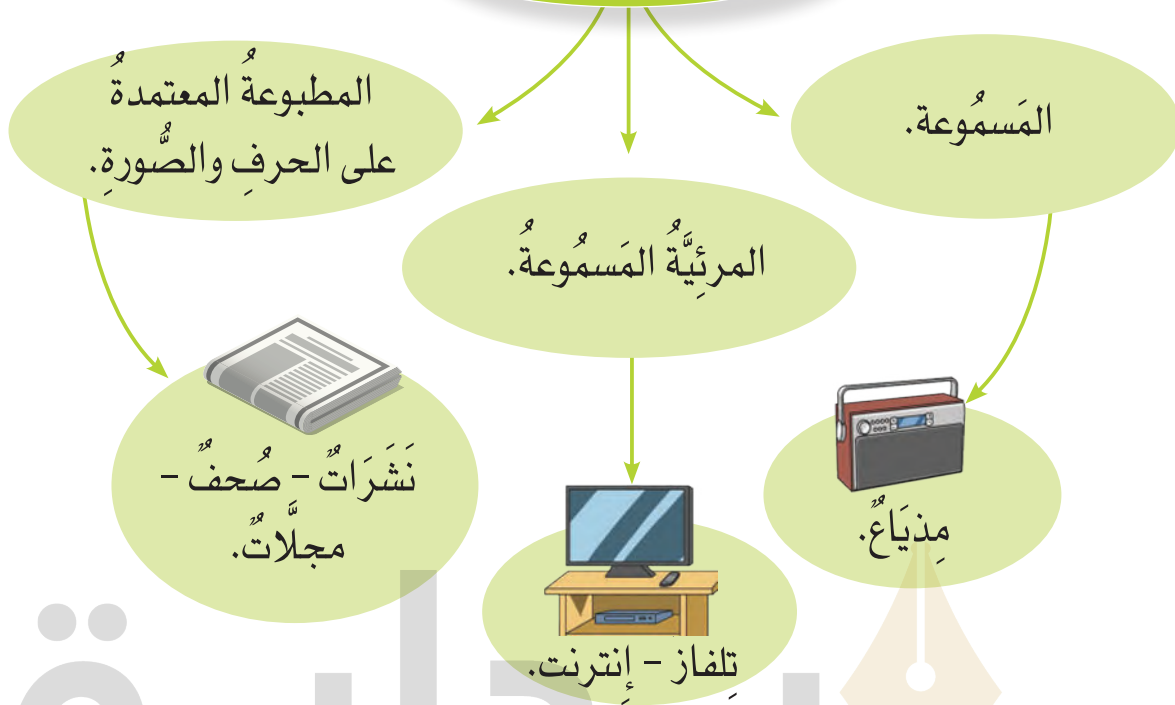 المَسمُوعة.
المرئِيَّةُ المَسمُوعةُ.
المطبوعةُ المعتمدةُ
على الحرفِ والصُّورةِ.
مِذيَاعٌ.
تِلفاز - إِنترنت.
نَشَرَاتٌ - صُحفٌ -
مجلَّاتٌ.